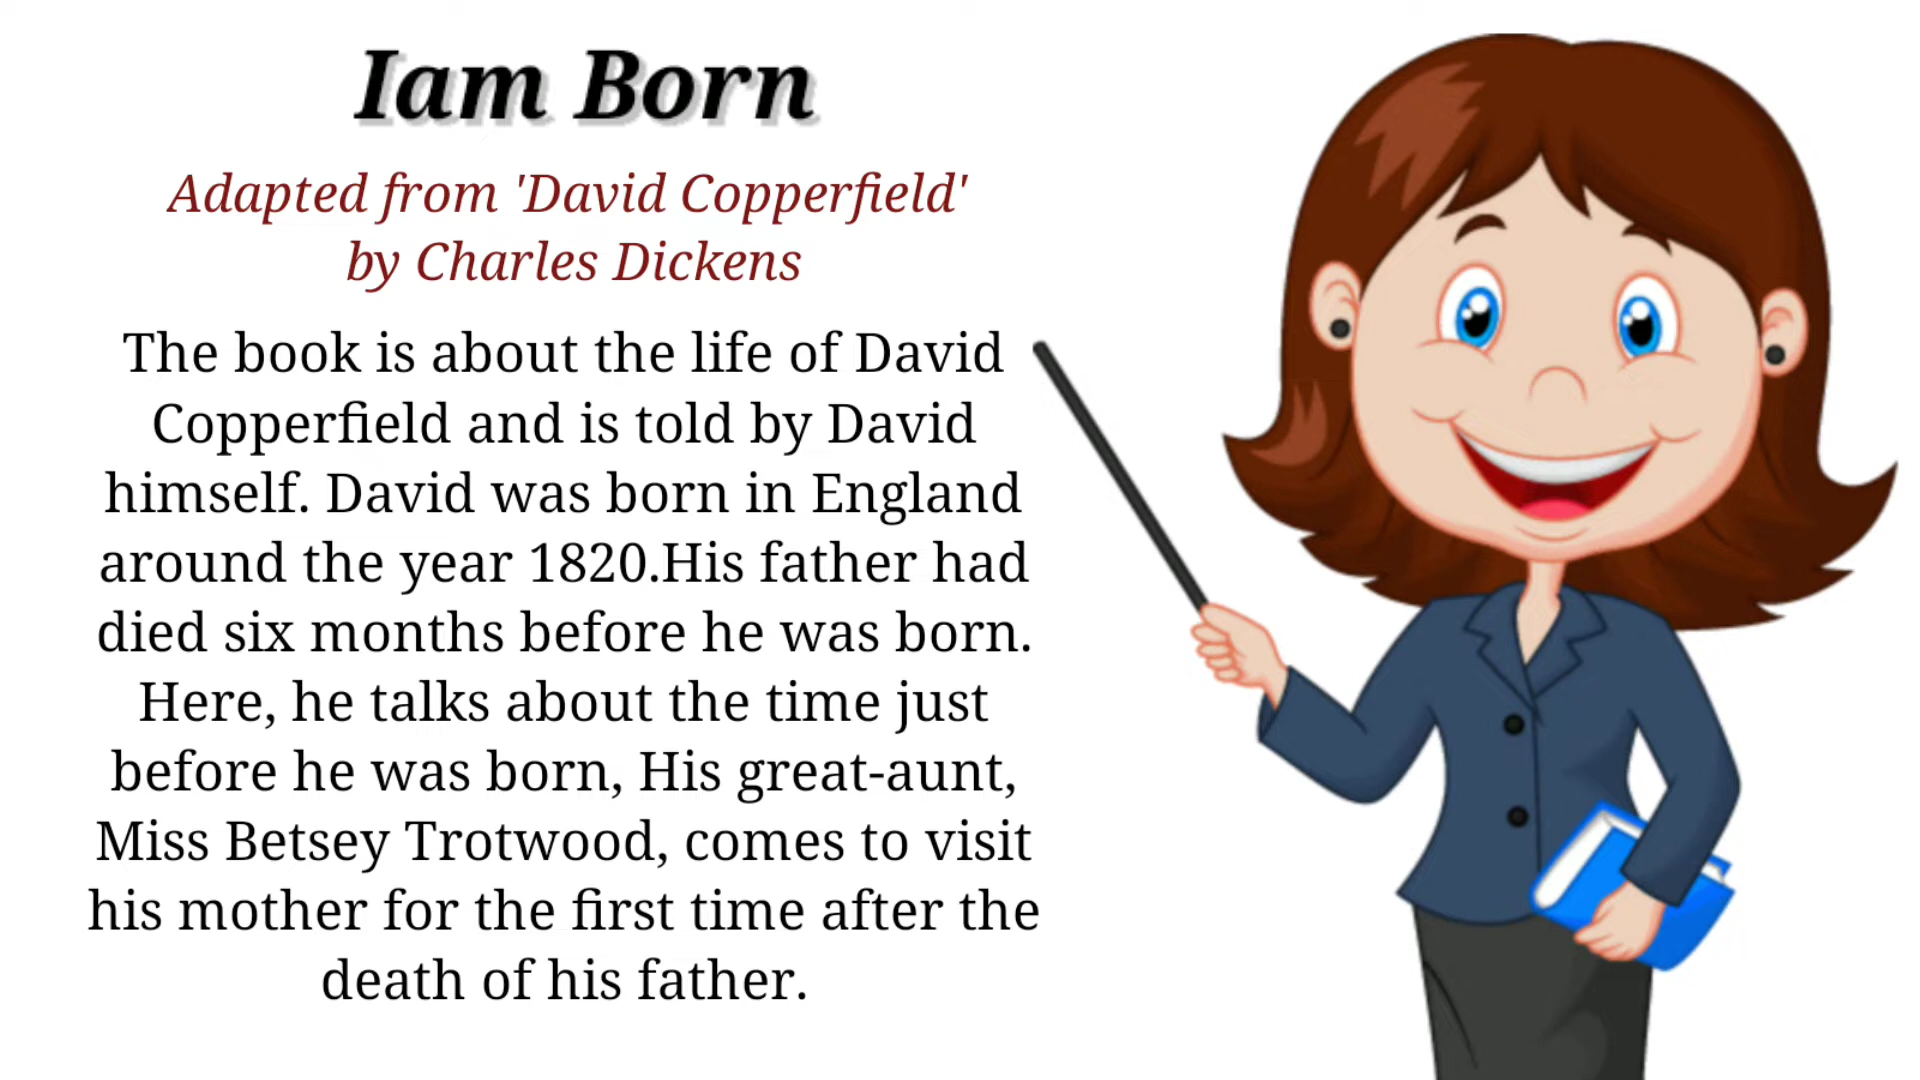 Iam Born
Adapted from 'David Copperfield'
by Charles Dickens
The book is about the life of David
Copperfield and is told by David
himself. David was born in England
around the year 1820.His father had
died six months before he was born.
Here, he talks about the time just
before he was born, His great-aunt,
Miss Betsey Trotwood, comes to visit
his mother for the first time after the
death of his father.